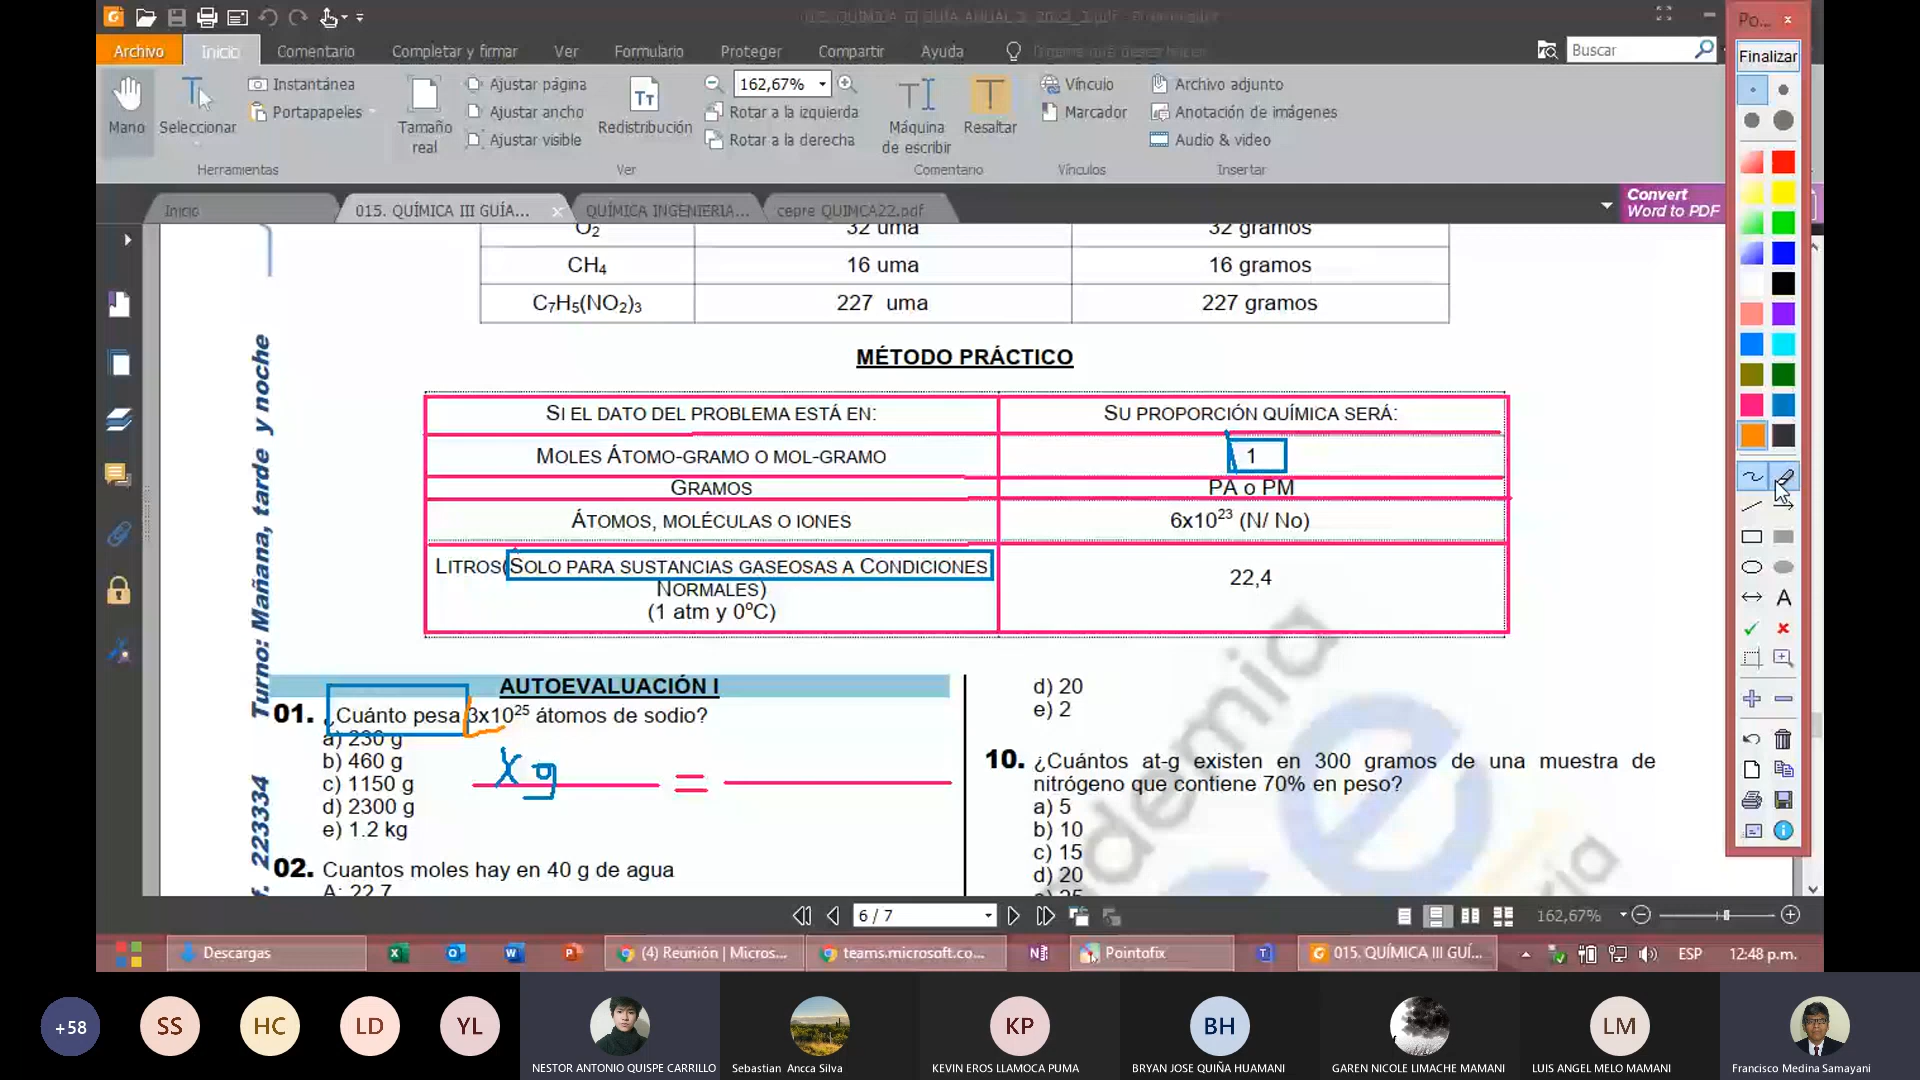 Po...
Archivo
Inicio
Comentario
Completar y firmar
Ver
Formulario
Proteger
Compartir
Ayuda
Buscar
Finalizar
Mano
Seleccionar
Instantánea
Portapapeles
Tamaño real
Ajustar página
Ajustar ancho
Ajustar visible
Redistribución
162,67%
Rotar a la izquierda
Rotar a la derecha
Máquina de escribir
Resaltar
Vínculo
Marcador
Archivo adjunto
Anotación de imágenes
Audio & video
Herramientas
Ver
Comentario
Vínculos
Insertar
Inicio
015. QUÍMICA III GUÍA...
QUÍMICA INGENIERIA...
cepre QUIMCA22.pdf
Convert
Word to PDF
O2 32 uma 32 gramos
CH4 16 uma 16 gramos
C7H5(NO2)3 227 uma 227 gramos
MÉTODO PRÁCTICO
SI EL DATO DEL PROBLEMA ESTÁ EN: SU PROPORCIÓN QUÍMICA SERÁ:
MOLES ÁTOMO-GRAMO O MOL-GRAMO 1
GRAMOS PA o PM
ÁTOMOS, MOLÉCULAS O IONES 6x10²³ (N/ No)
LITROS(SOLO PARA SUSTANCIAS GASEOSAS A CONDICIONES
NORMALES)
(1 atm y 0ºC)
22,4
Turno: Mañana, tarde y noche
f. 223334
AUTOEVALUACIÓN I
01. ¿Cuánto pesa 3x10²⁵ átomos de sodio?
a) 230 g
b) 460 g
c) 1150 g
d) 2300 g
e) 1.2 kg
x g =
02. Cuantos moles hay en 40 g de agua
A: 22.7
d) 20
e) 2
10. ¿Cuántos at-g existen en 300 gramos de una muestra de
nitrógeno que contiene 70% en peso?
a) 5
b) 10
c) 15
d) 20
6 / 7
162,67%
Descargas
(4) Reunión | Micros...
teams.microsoft.co...
Pointofix
015. QUÍMICA III GUÍ...
ESP
12:48 p.m.
+58
SS
HC
LD
YL
NESTOR ANTONIO QUISPE CARRILLO
Sebastian Ancca Silva
KP
KEVIN EROS LLAMOCA PUMA
BH
BRYAN JOSE QUIÑA HUAMANI
GAREN NICOLE LIMACHE MAMANI
LM
LUIS ANGEL MELO MAMANI
Francisco Medina Samayani